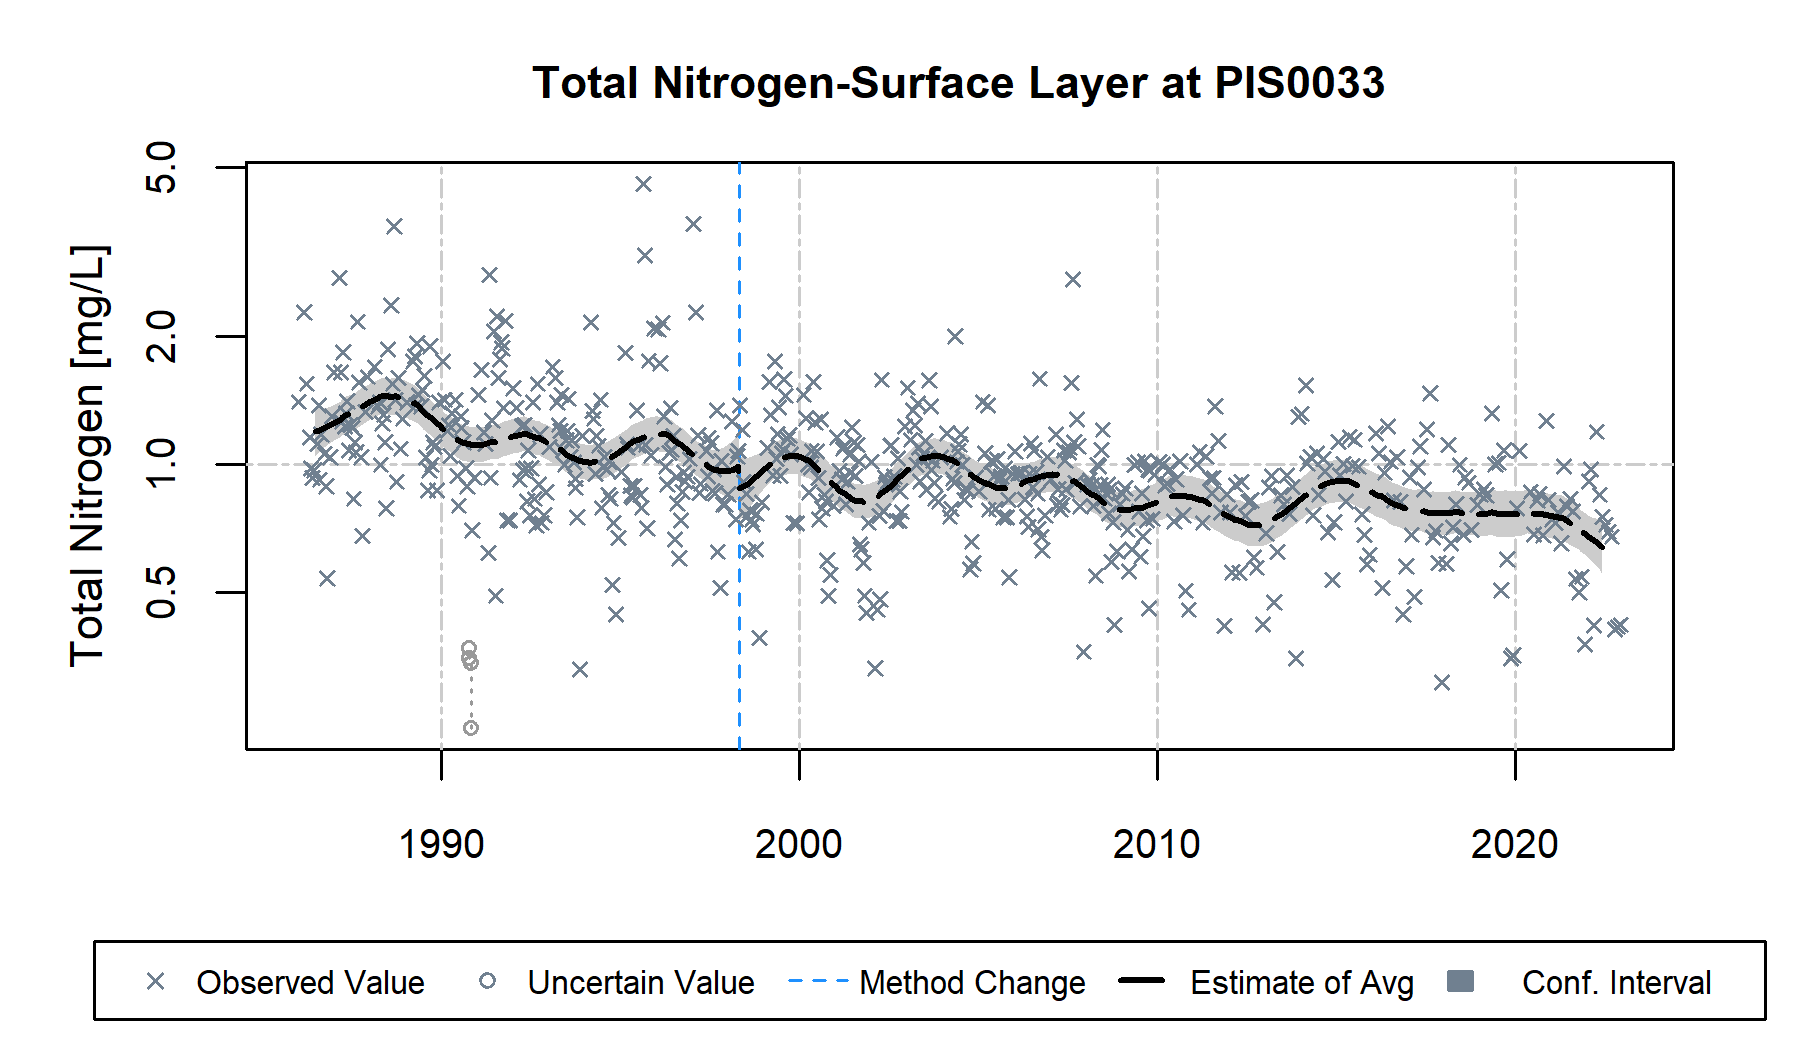 Total Nitrogen-Surface Layer at PIS0033
Total Nitrogen [mg/L]
5.0
2.0
1.0
0.5
1990 2000 2010 2020
Observed Value Uncertain Value Method Change Estimate of Avg Conf. Interval